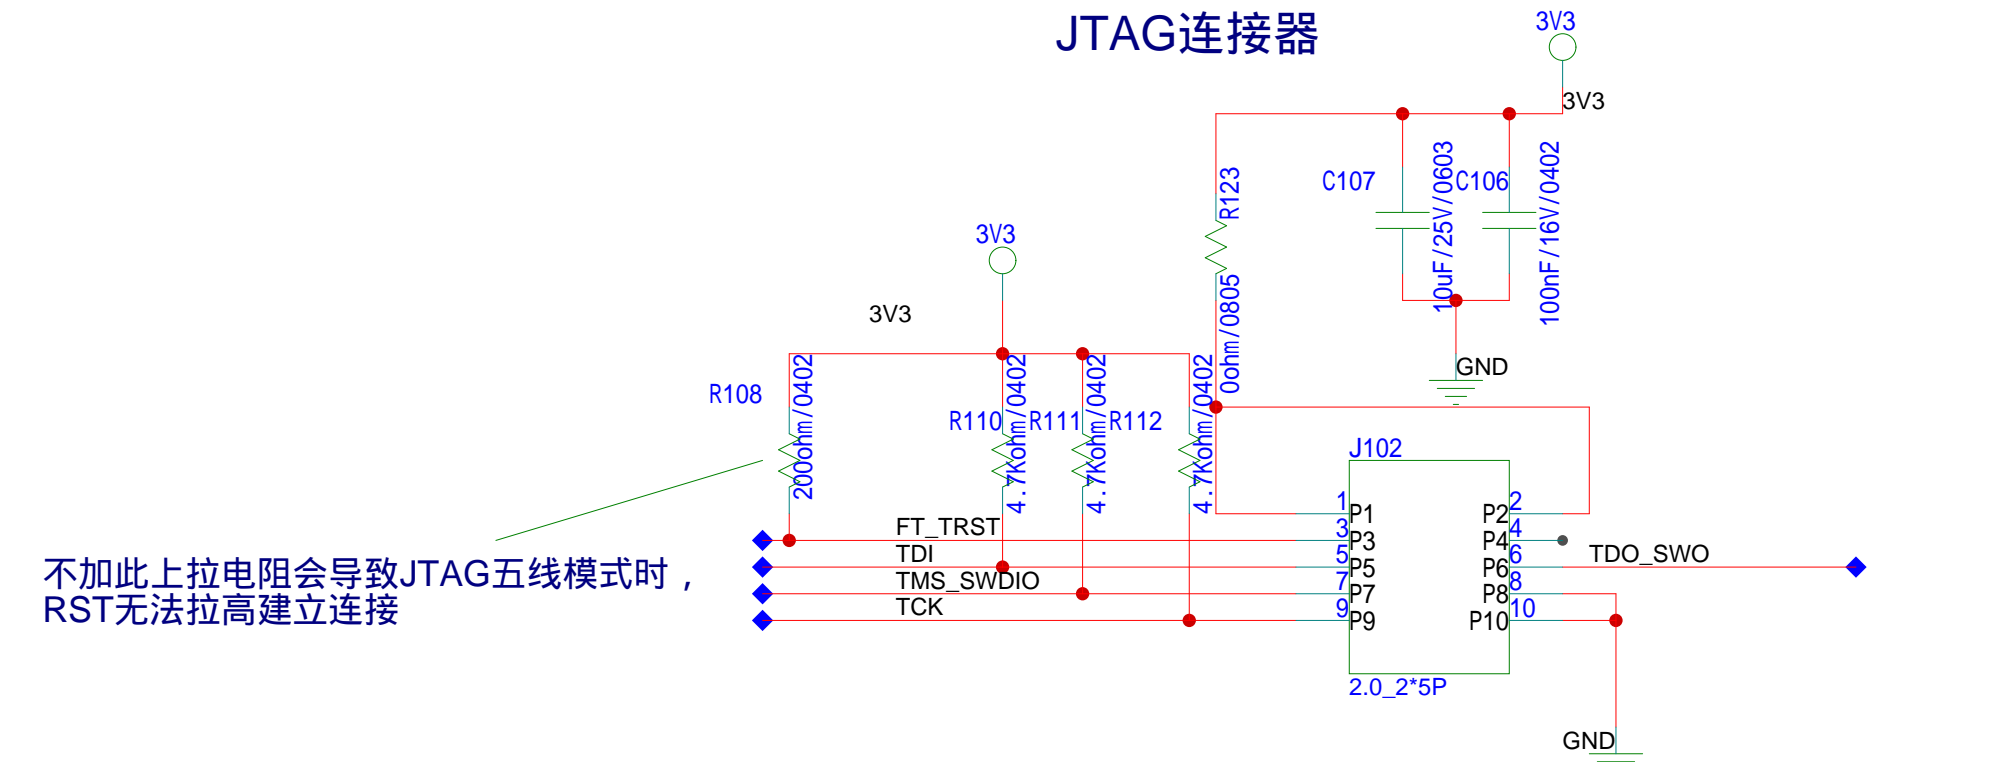 JTAG连接器
3V3
3V3
R123
C107
10uF/25V/0603
C106
100nF/16V/0402
3V3
3V3
0ohm/0805
GND
R108
200ohm/0402
R110
4.7Kohm/0402
R111
4.7Kohm/0402
R112
4.7Kohm/0402
J102
1
P1
P2
2
FT_TRST
3
P3
P4
4
TDI
5
P5
P6
6
TDO_SWO
TMS_SWDIO
7
P7
P8
8
TCK
9
P9
P10
10
不加此上拉电阻会导致JTAG五线模式时，
RST无法拉高建立连接
2.0_2*5P
GND